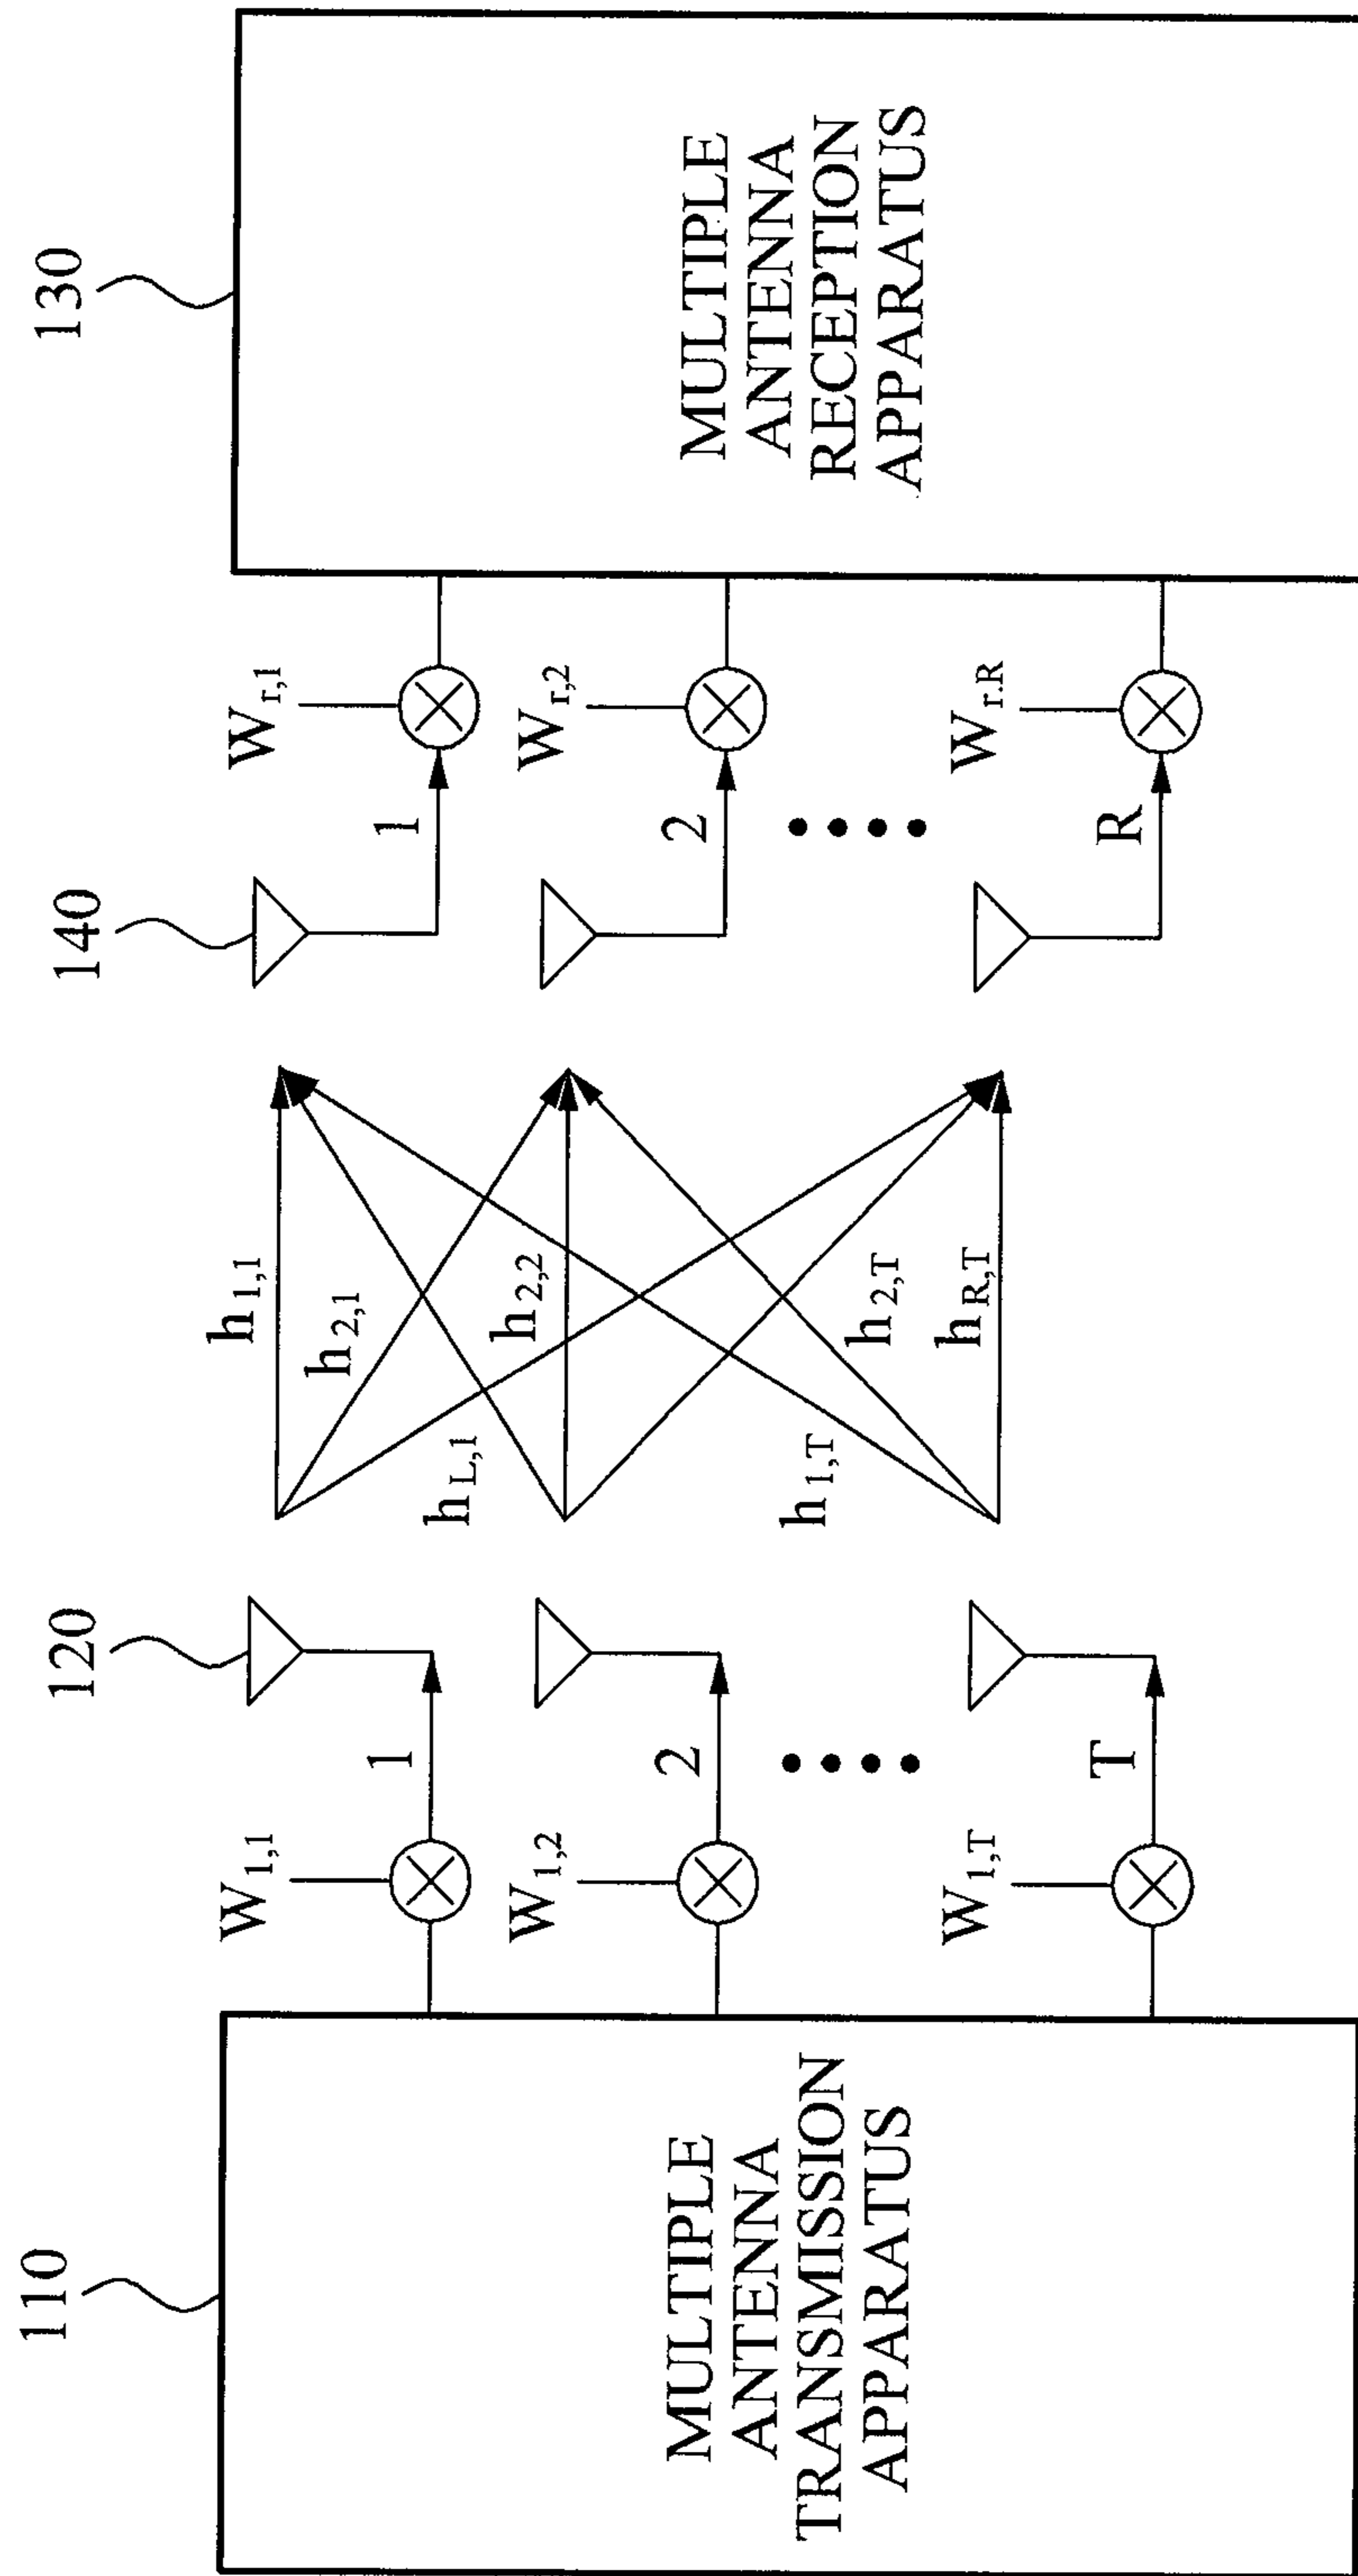 110
MULTIPLE
ANTENNA
TRANSMISSION
APPARATUS
W1,1
1
W1,2
2
W1,T
T
120
h1,1
h2,1
hL,1
h2,2
h1,T
h2,T
hR,T
140
1
Wr,1
2
Wr,2
R
Wr.R
130
MULTIPLE
ANTENNA
RECEPTION
APPARATUS